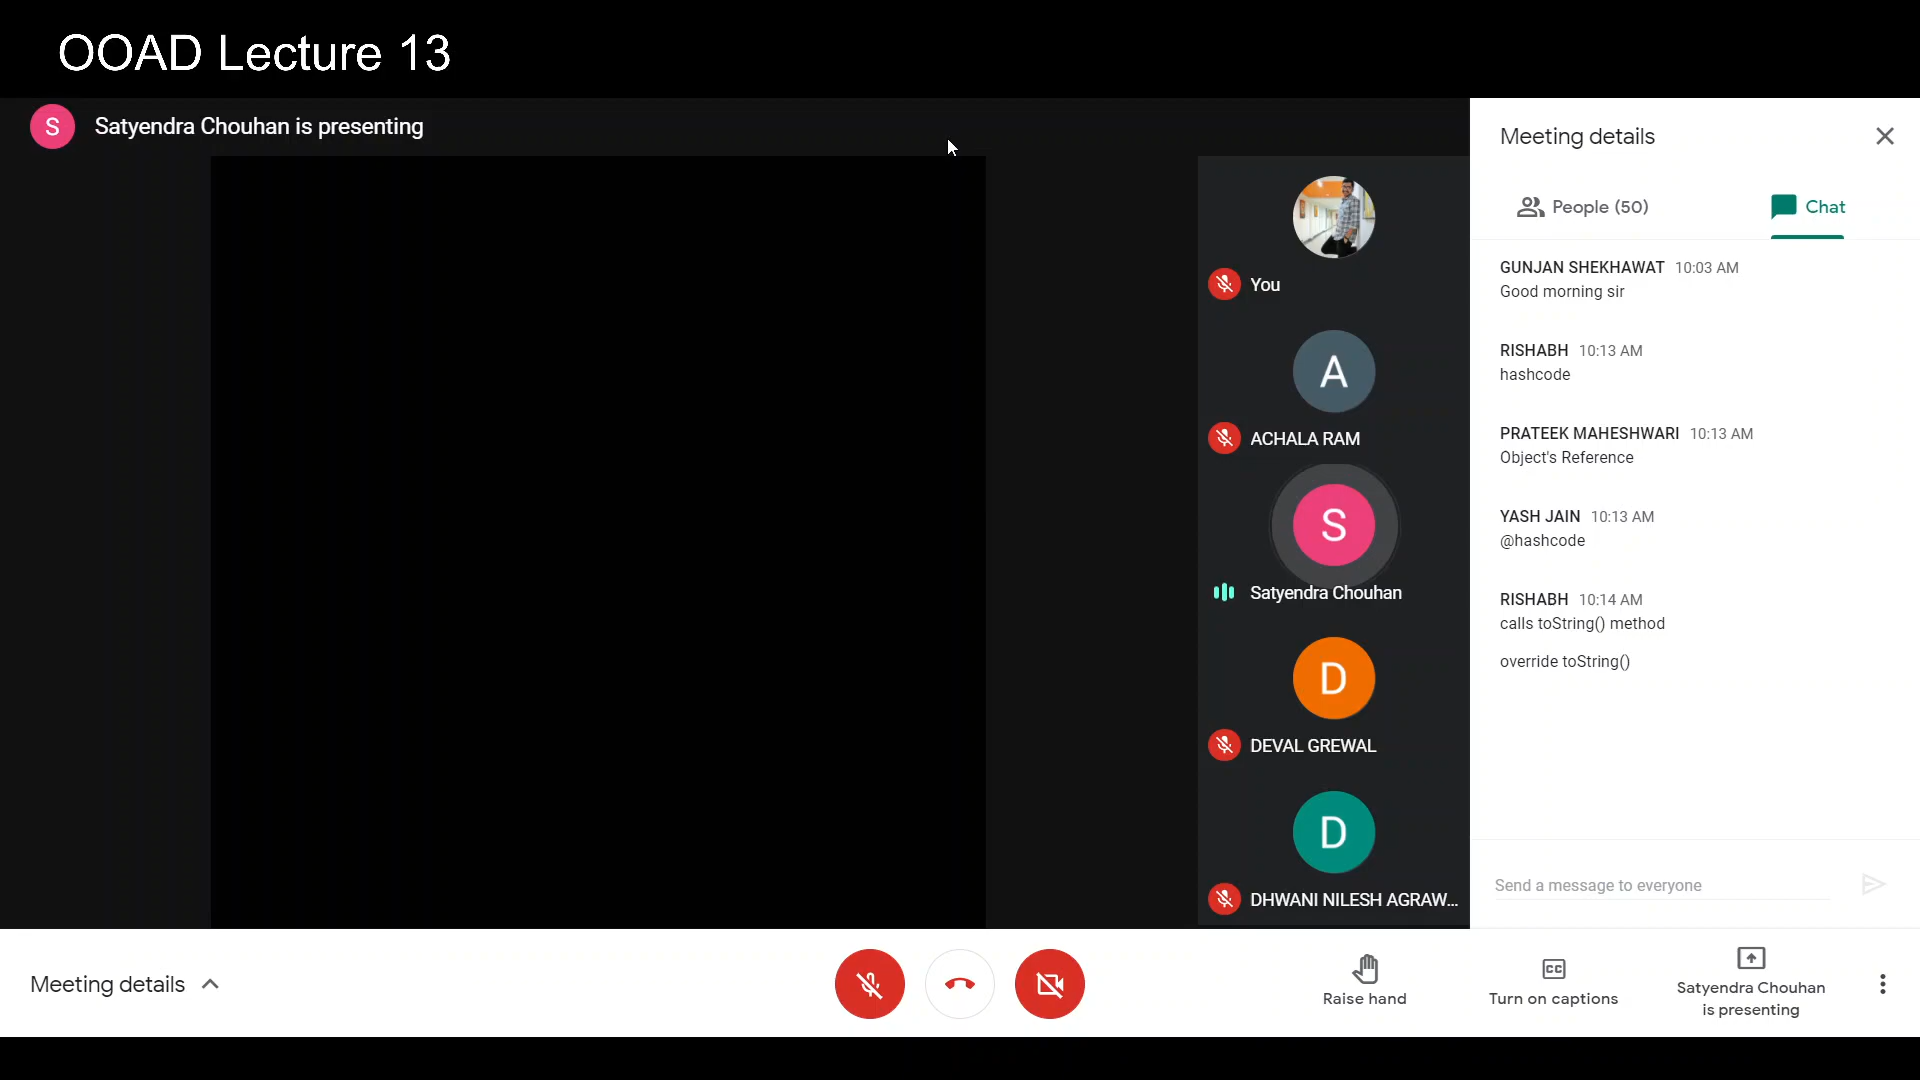 OOAD Lecture 13
S
Satyendra Chouhan is presenting
You
A
ACHALA RAM
S
Satyendra Chouhan
D
DEVAL GREWAL
D
DHWANI NILESH AGRAW...
Meeting details
People (50)
Chat
GUNJAN SHEKHAWAT 10:03 AM
Good morning sir
RISHABH 10:13 AM
hashcode
PRATEEK MAHESHWARI 10:13 AM
Object's Reference
YASH JAIN 10:13 AM
@hashcode
RISHABH 10:14 AM
calls toString() method
override toString()
Send a message to everyone
Meeting details
Raise hand
CC
Turn on captions
Satyendra Chouhan
is presenting